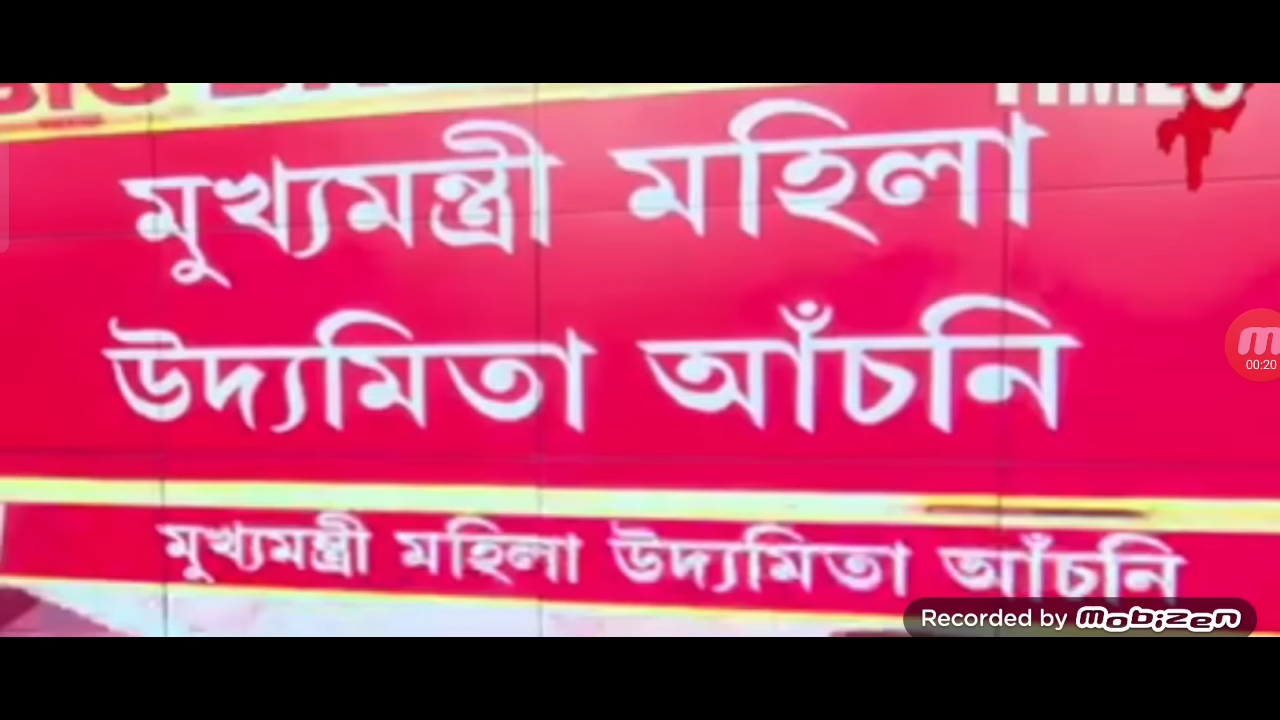 মুখ্যমন্ত্রী মহিলা
উদ্যমিতা আঁচনি
মুখ্যমন্ত্রী মহিলা উদ্যমিতা আঁচনি
00:20
Recorded by mobizen